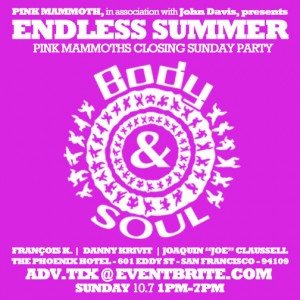 PINK MAMMOTH, in association with John Davis, presents
ENDLESS SUMMER
PINK MAMMOTHS CLOSING SUNDAY PARTY
Body
&
SOUL
FRANÇOIS K. | DANNY KRIVIT | JOAQUIN "JOE" CLAUSSELL
THE PHOENIX HOTEL - 601 EDDY ST - SAN FRANCISCO - 94109
ADV.TIX @ EVENTBRITE.COM
SUNDAY 10.7 1PM-7PM